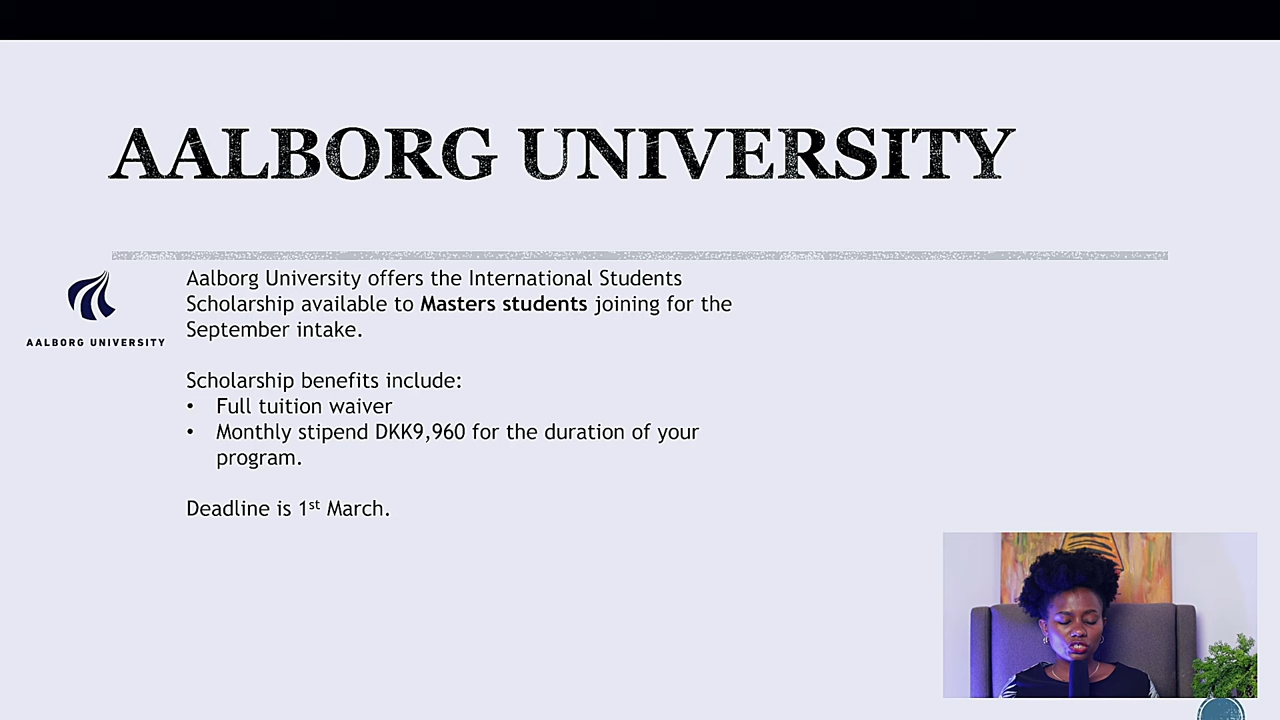 AALBORG UNIVERSITY
AALBORG UNIVERSITY
Aalborg University offers the International Students
Scholarship available to Masters students joining for the
September intake.
Scholarship benefits include:
• Full tuition waiver
• Monthly stipend DKK9,960 for the duration of your
program.
Deadline is 1st March.